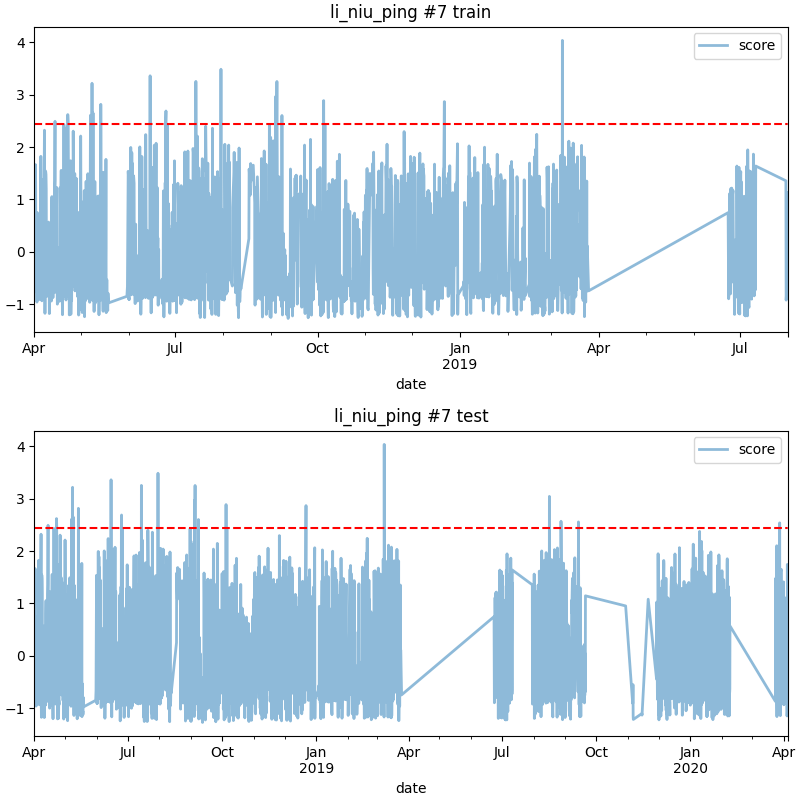 li_niu_ping #7 train
score
4
3
2
1
0
−1
Apr
Jul
Oct
Jan
2019
Apr
Jul
date
li_niu_ping #7 test
score
4
3
2
1
0
−1
Apr
Jul
Oct
Jan
2019
Apr
Jul
Oct
Jan
2020
Apr
date